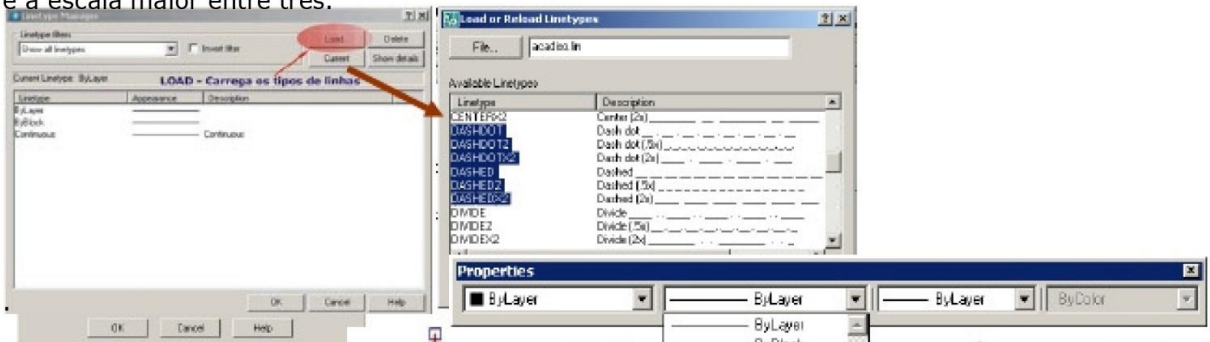 e a escala maior entre três.
Linetype Manager
Linetype filters
Show all linetypes
Invert filter
Load...
Delete
Current
Show details
Current Linetype: ByLayer
LOAD - Carrega os tipos de linhas
Linetype Appearance Description
ByLayer
ByBlock
Continuous Continuous
OK Cancel Help
OK Cancel Help
Load or Reload Linetypes
File...
Available Linetypes
Linetype Description
CENTERX2 Center (2x)
DASHDOT Dash dot
DASHDOT2 Dash dot (.5x)
DASHDOTX2 Dash dot (2x)
DASHED Dashed
DASHED2 Dashed (.5x)
DASHEDX2 Dashed (2x)
DIVIDE Divide
DIVIDE2 Divide (.5x)
DIVIDEX2 Divide (2x)
Properties
ByLayer ByLayer ByLayer ByColor
ByLayer
ByBlock